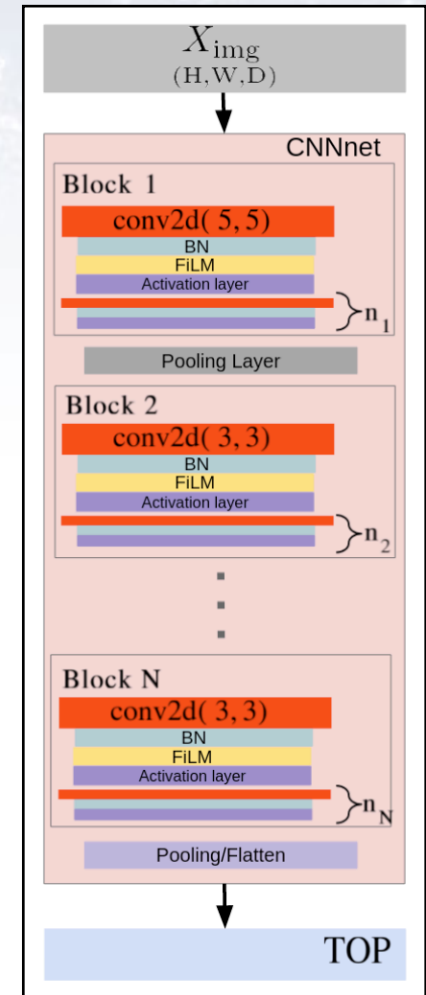 X_img
(H,W,D)
CNNnet
Block 1
conv2d( 5, 5)
BN
FiLM
Activation layer
n_1
Pooling Layer
Block 2
conv2d( 3, 3)
BN
FiLM
Activation layer
n_2
Block N
conv2d( 3, 3)
BN
FiLM
Activation layer
n_N
Pooling/Flatten
TOP